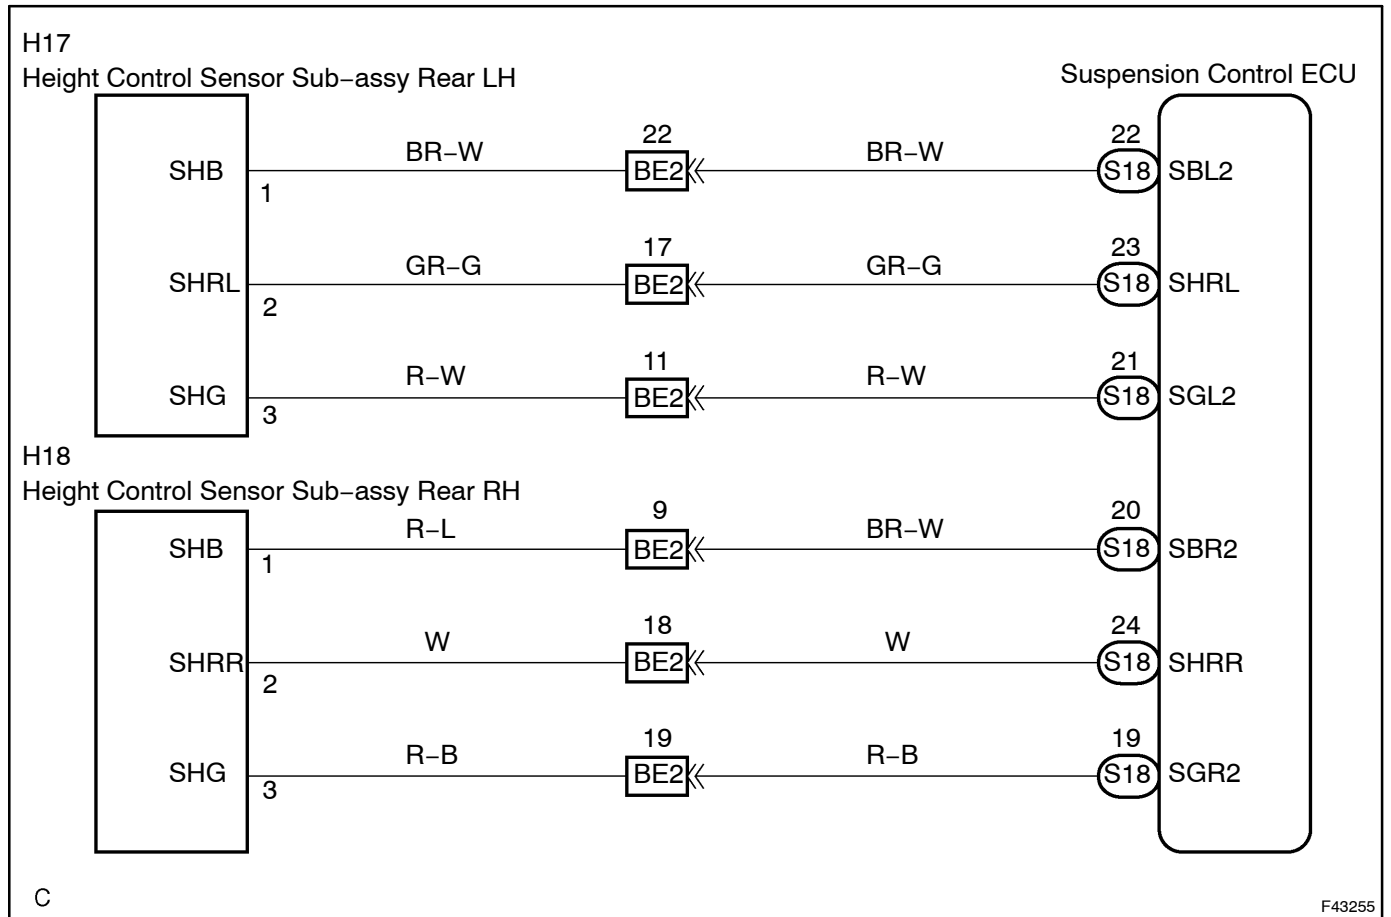 H17
Height Control Sensor Sub–assy Rear LH
Suspension Control ECU
SHB
1
BR–W
22
BE2
BR–W
22
S18
SBL2
SHRL
2
GR–G
17
BE2
GR–G
23
S18
SHRL
SHG
3
R–W
11
BE2
R–W
21
S18
SGL2
H18
Height Control Sensor Sub–assy Rear RH
SHB
1
R–L
9
BE2
BR–W
20
S18
SBR2
SHRR
2
W
18
BE2
W
24
S18
SHRR
SHG
3
R–B
19
BE2
R–B
19
S18
SGR2
C
F43255